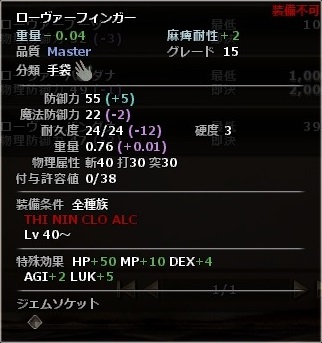 装備不可
ローヴァーフィンガー
重量 - 0.04 麻痺耐性+ 2
品質 Master グレード 15
分類 手袋
防御力 55 (+5)
魔法防御力 22 (-2)
耐久度 24/24 (-12) 硬度 3
重量 0.76 (+0.01)
物理属性 斬40 打30 突30
付与許容値 0/38
装備条件 全種族
THI NIN CLO ALC
Lv 40～
特殊効果 HP+50 MP+10 DEX+4
AGI+2 LUK+5
1/1
ジェムソケット